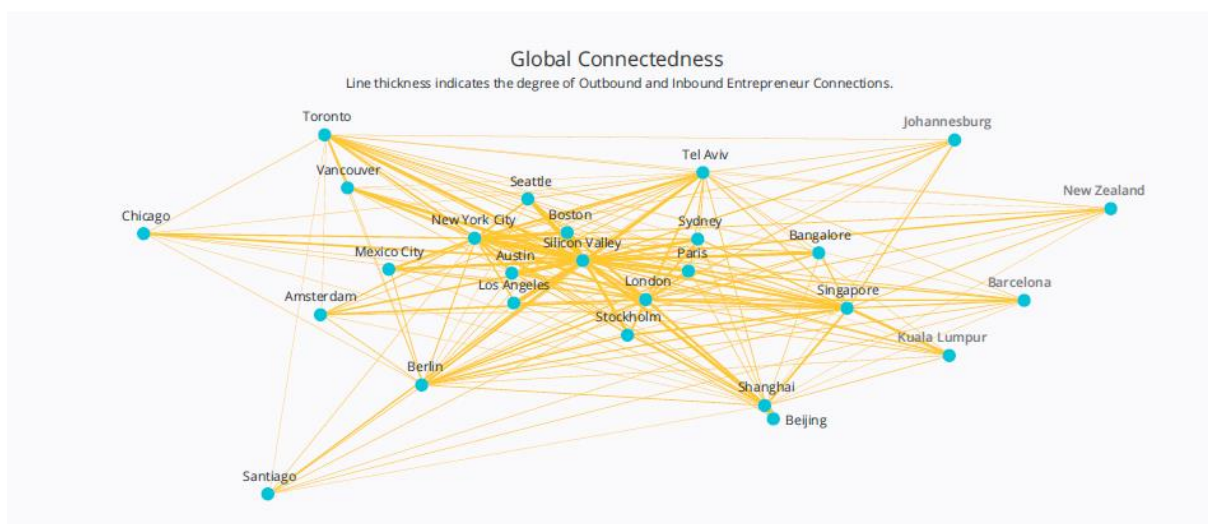 Global Connectedness
Line thickness indicates the degree of Outbound and Inbound Entrepreneur Connections.
Toronto
Johannesburg
Tel Aviv
Vancouver
Seattle
New Zealand
Chicago
New York City
Boston
Sydney
Bangalore
Silicon Valley
Mexico City
Austin
Paris
Los Angeles
London
Barcelona
Amsterdam
Singapore
Stockholm
Kuala Lumpur
Berlin
Shanghai
Beijing
Santiago